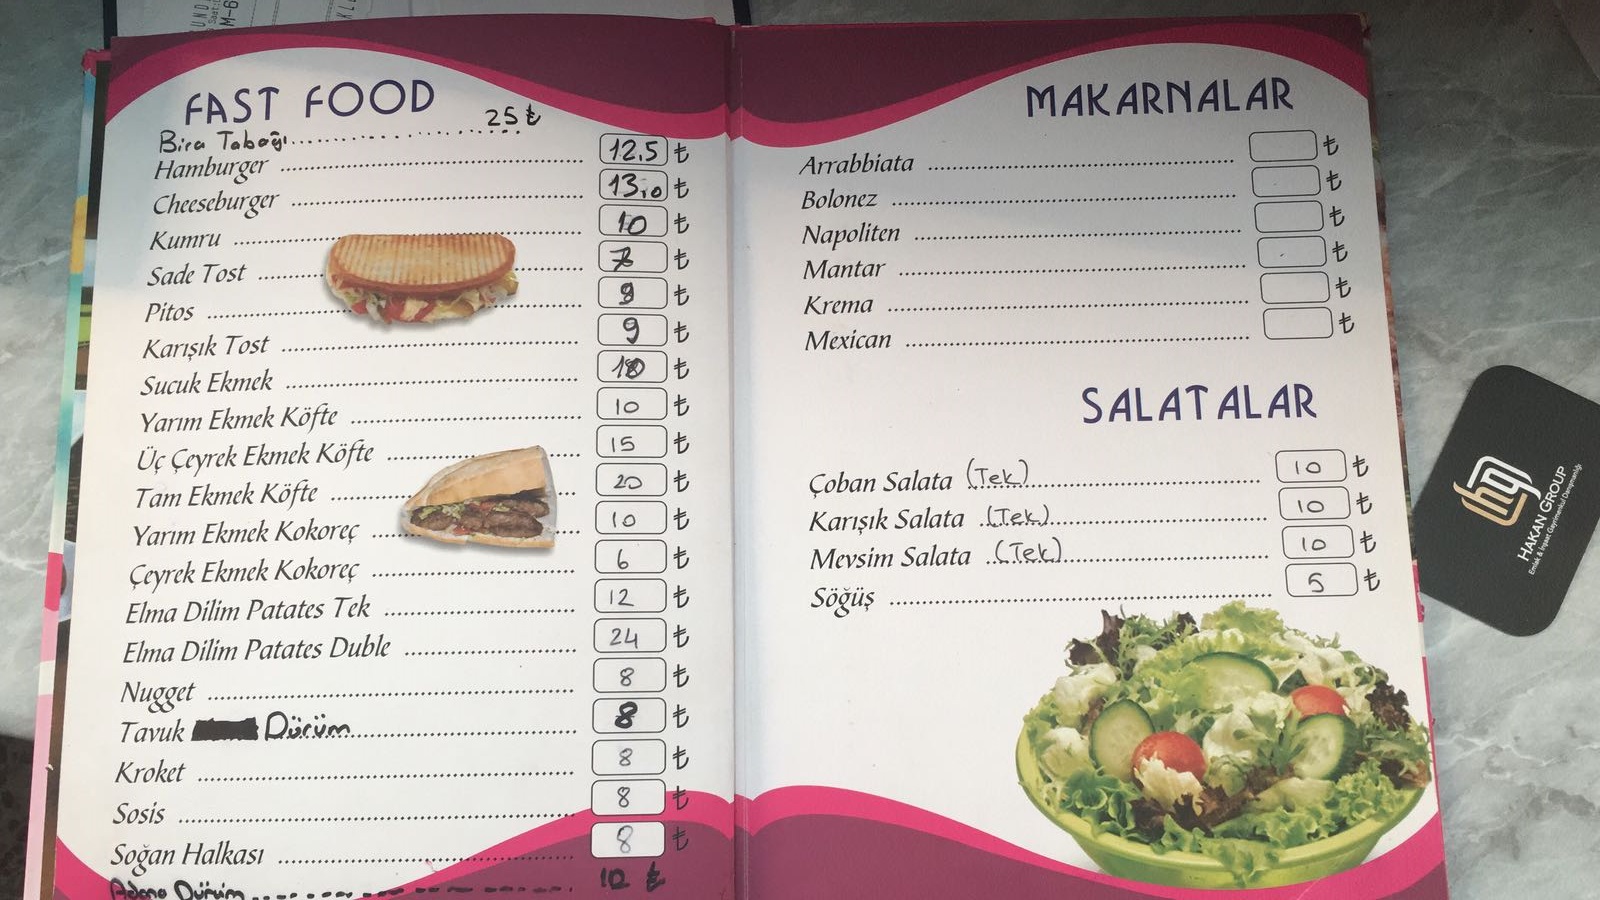 FAST FOOD
Bira Tabağı 25 ₺
Hamburger 12.5 ₺
Cheeseburger 13,0 ₺
Kumru 10 ₺
Sade Tost 7 ₺
Pitos 9 ₺
Karışık Tost 9 ₺
Sucuk Ekmek 10 ₺
Yarım Ekmek Köfte 10 ₺
Üç Çeyrek Ekmek Köfte 15 ₺
Tam Ekmek Köfte 20 ₺
Yarım Ekmek Kokoreç 10 ₺
Çeyrek Ekmek Kokoreç 6 ₺
Elma Dilim Patates Tek 12 ₺
Elma Dilim Patates Duble 24 ₺
Nugget 8 ₺
Tavuk Dürüm 8 ₺
Kroket 8 ₺
Sosis 8 ₺
Soğan Halkası 8 ₺
Adana Dürüm 10 ₺
MAKARNALAR
Arrabbiata ₺
Bolonez ₺
Napoliten ₺
Mantar ₺
Krema ₺
Mexican ₺
SALATALAR
Çoban Salata (Tek) 10 ₺
Karışık Salata (Tek) 10 ₺
Mevsim Salata (Tek) 10 ₺
Söğüş 5 ₺
hg
HAKAN GROUP
Emlak & İnşaat Gayrimenkul Danışmanlığı